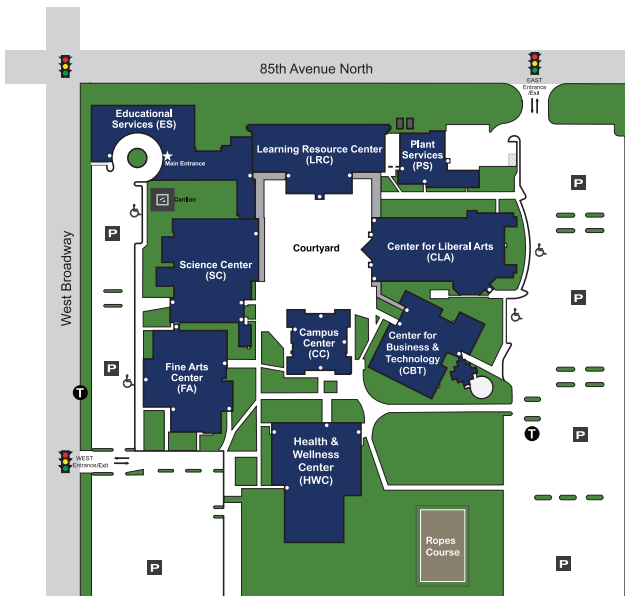 85th Avenue North
EAST
Entrance
/Exit
Educational
Services (ES)
Main Entrance
Learning Resource Center
(LRC)
Plant
Services
(PS)
Carillon
P
P
Courtyard
Center for Liberal Arts
(CLA)
Science Center
(SC)
West Broadway
P
Campus
Center
(CC)
Center for
Business &
Technology
(CBT)
P
Fine Arts
Center
(FA)
T
T
P
Health &
Wellness
Center
(HWC)
WEST
Entrance/Exit
Ropes
Course
P
P